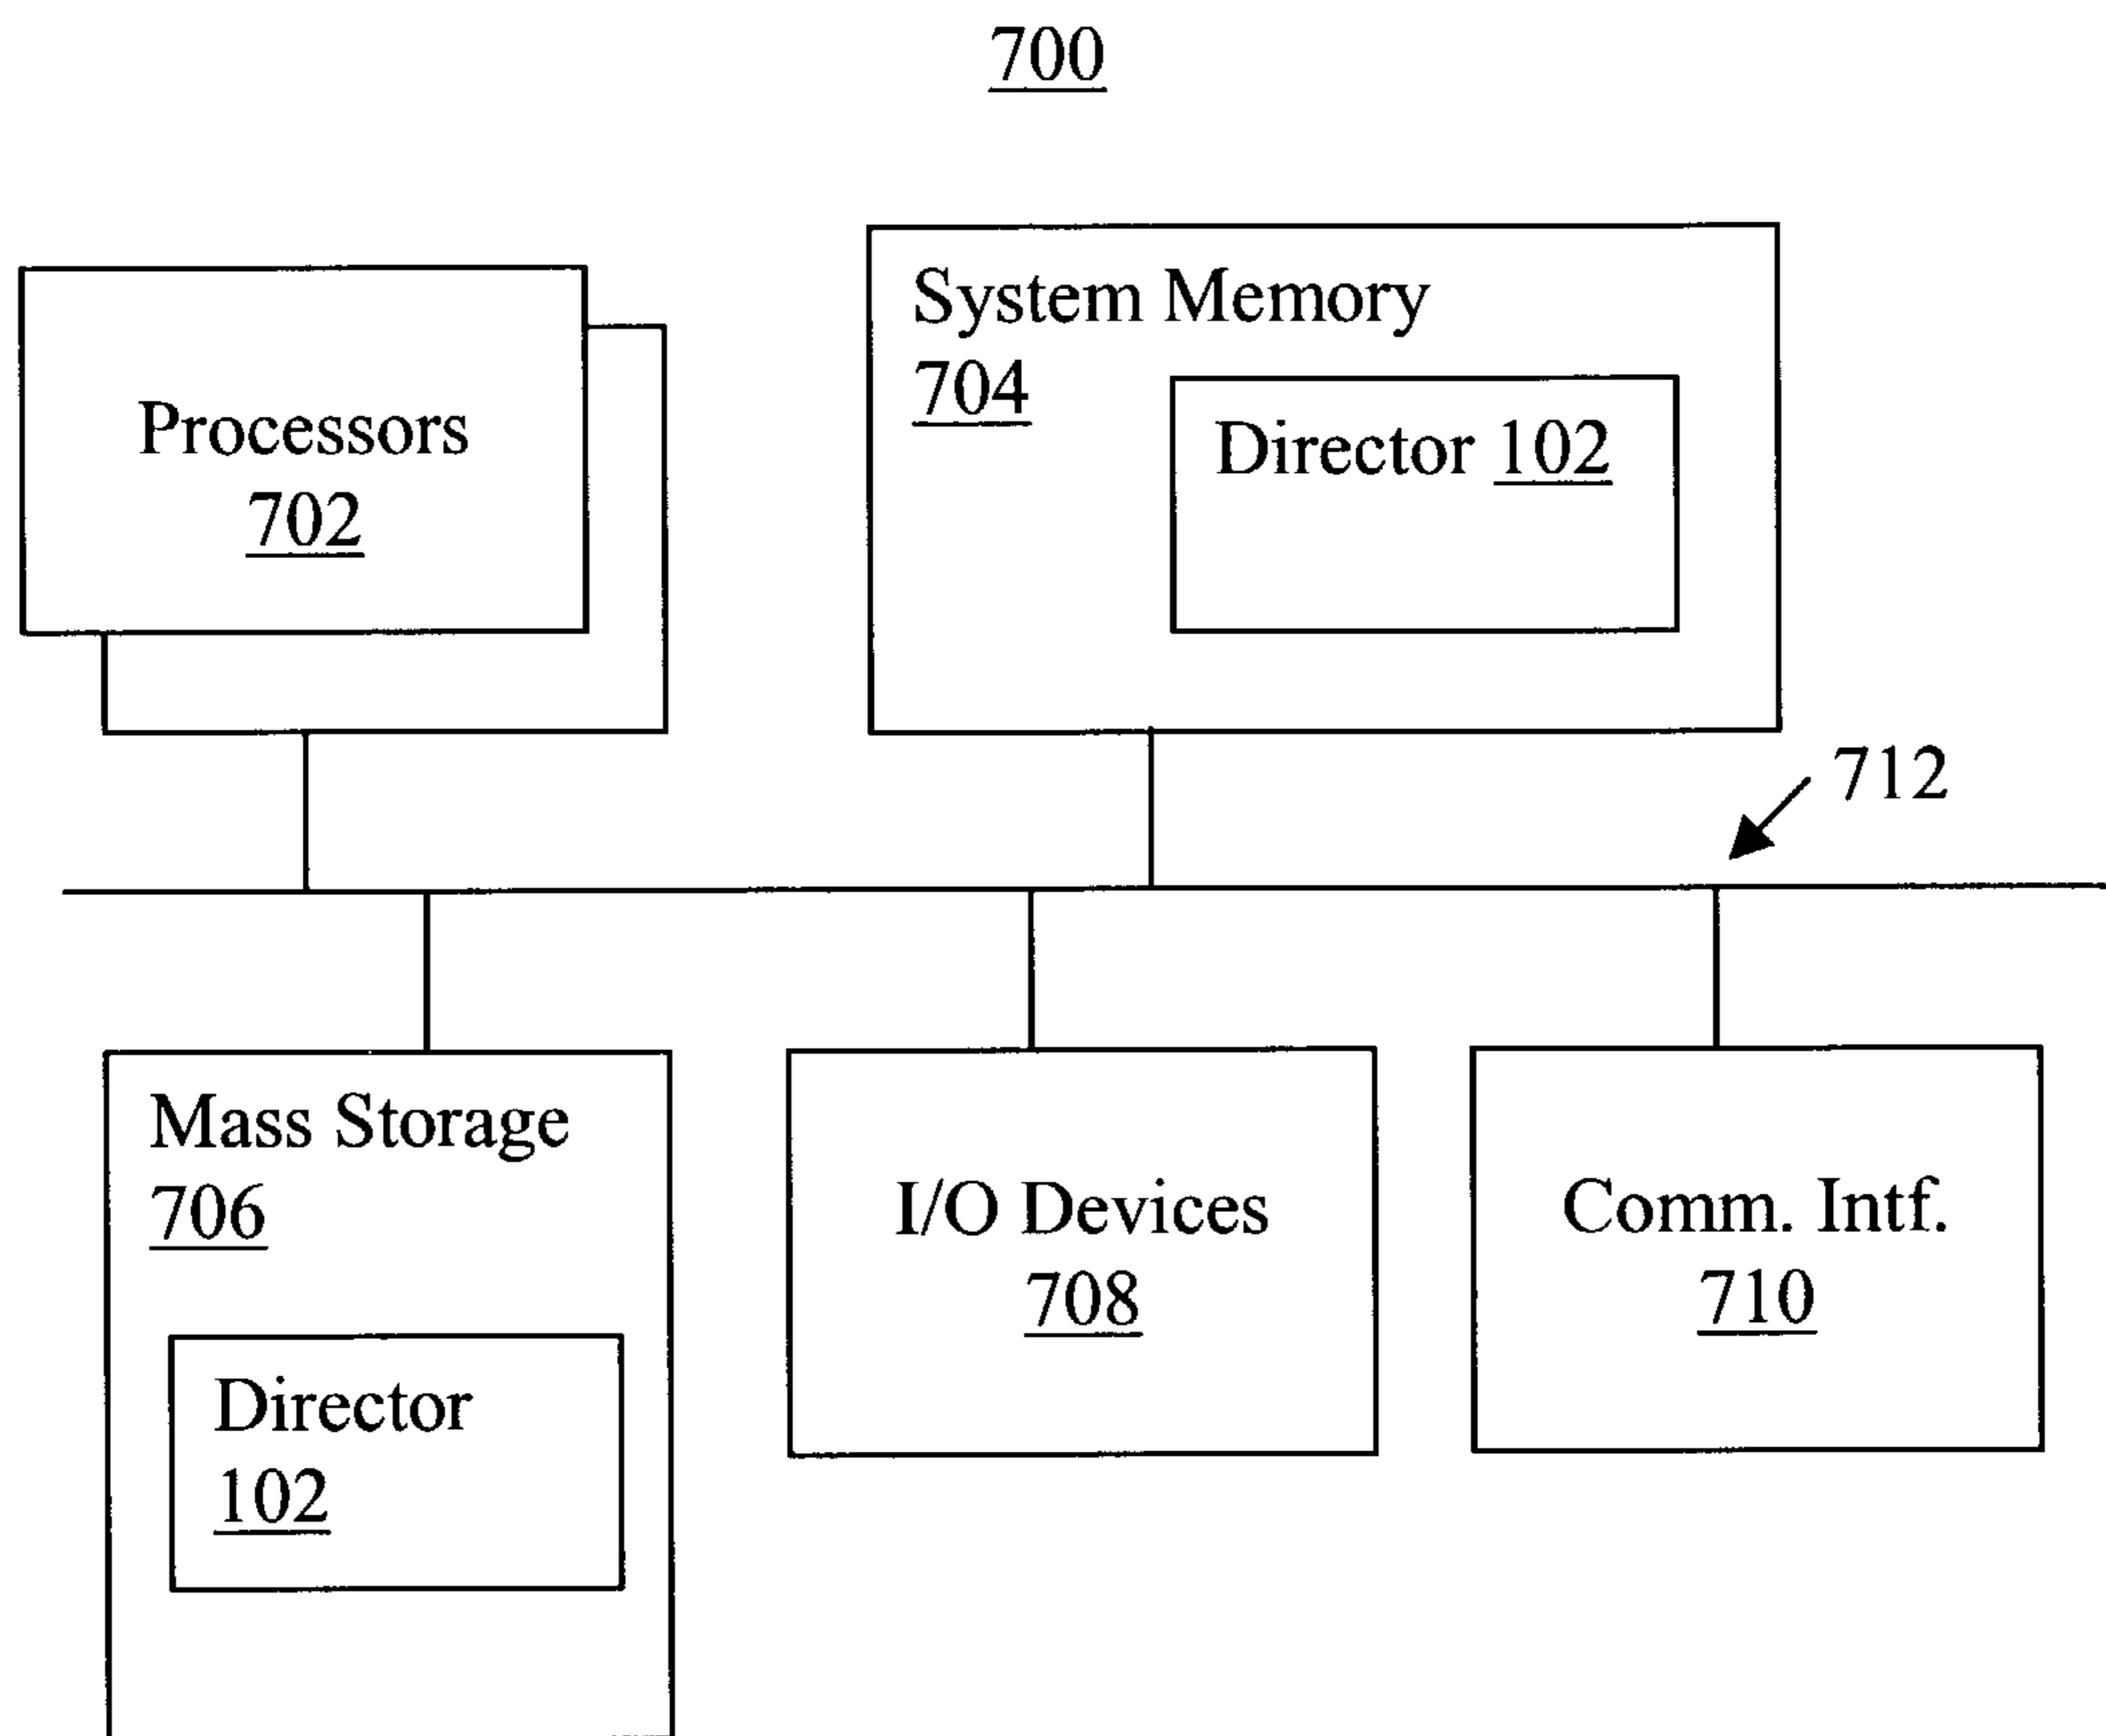 700
Processors
702
System Memory
704
Director 102
712
Mass Storage
706
Director
102
I/O Devices
708
Comm. Intf.
710